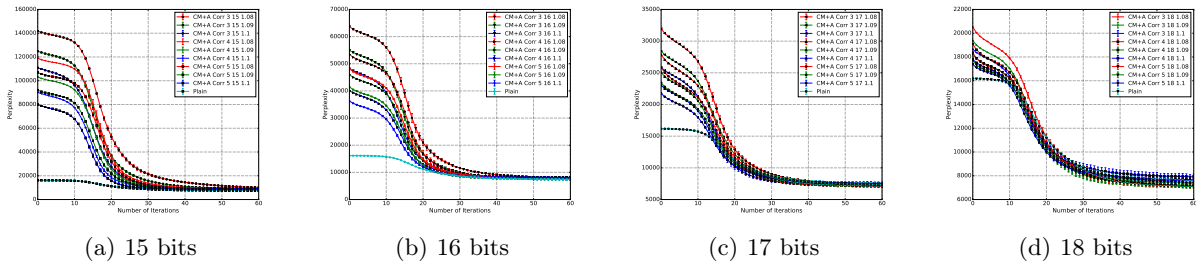 160000
140000
120000
100000
80000
60000
40000
20000
0
Perplexity
0 10 20 30 40 50 60
Number of Iterations
CM+A Corr 3 15 1.08
CM+A Corr 3 15 1.09
CM+A Corr 3 15 1.1
CM+A Corr 4 15 1.08
CM+A Corr 4 15 1.09
CM+A Corr 4 15 1.1
CM+A Corr 5 15 1.08
CM+A Corr 5 15 1.09
CM+A Corr 5 15 1.1
Plain
(a) 15 bits
70000
60000
50000
40000
30000
20000
10000
0
Perplexity
0 10 20 30 40 50 60
Number of Iterations
CM+A Corr 3 16 1.08
CM+A Corr 3 16 1.09
CM+A Corr 3 16 1.1
CM+A Corr 4 16 1.08
CM+A Corr 4 16 1.09
CM+A Corr 4 16 1.1
CM+A Corr 5 16 1.08
CM+A Corr 5 16 1.09
CM+A Corr 5 16 1.1
Plain
(b) 16 bits
35000
30000
25000
20000
15000
10000
5000
Perplexity
0 10 20 30 40 50 60
Number of Iterations
CM+A Corr 3 17 1.08
CM+A Corr 3 17 1.09
CM+A Corr 3 17 1.1
CM+A Corr 4 17 1.08
CM+A Corr 4 17 1.09
CM+A Corr 4 17 1.1
CM+A Corr 5 17 1.08
CM+A Corr 5 17 1.09
CM+A Corr 5 17 1.1
Plain
(c) 17 bits
22000
20000
18000
16000
14000
12000
10000
8000
6000
Perplexity
0 10 20 30 40 50 60
Number of Iterations
CM+A Corr 3 18 1.08
CM+A Corr 3 18 1.09
CM+A Corr 3 18 1.1
CM+A Corr 4 18 1.08
CM+A Corr 4 18 1.09
CM+A Corr 4 18 1.1
CM+A Corr 5 18 1.08
CM+A Corr 5 18 1.09
CM+A Corr 5 18 1.1
Plain
(d) 18 bits